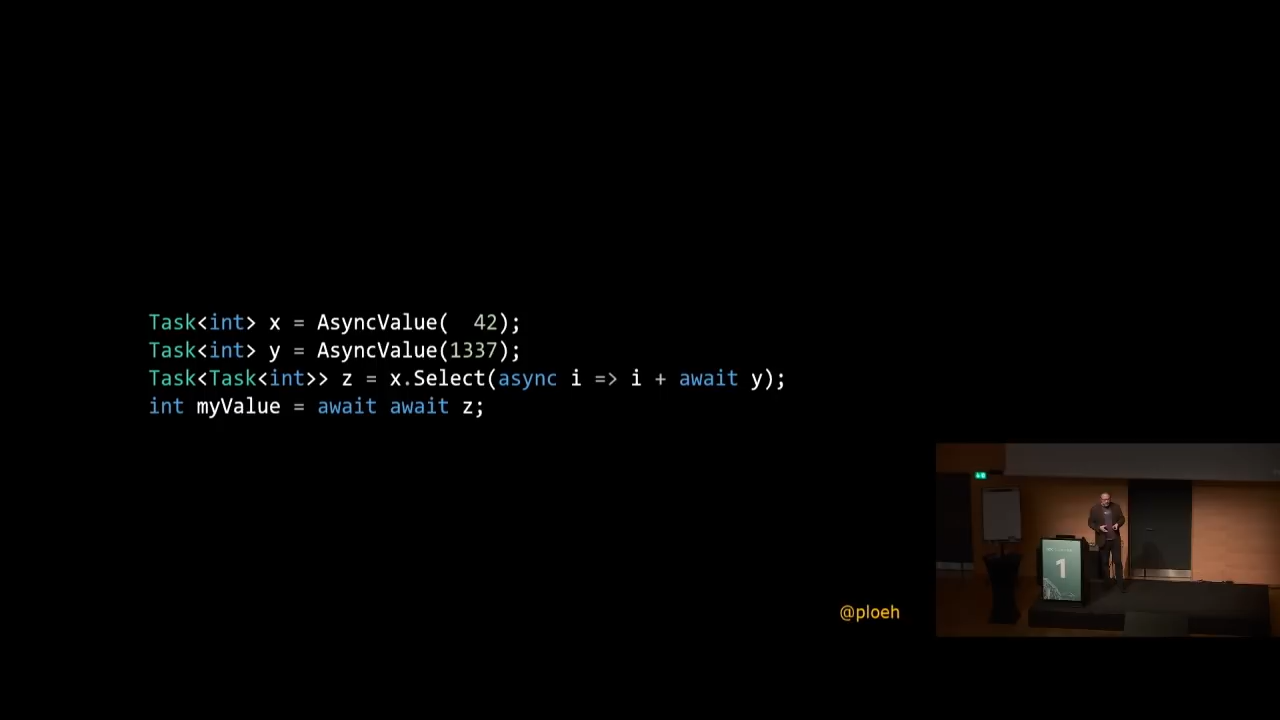 Task<int> x = AsyncValue(  42);
Task<int> y = AsyncValue(1337);
Task<Task<int>> z = x.Select(async i => i + await y);
int myValue = await await z;
@ploeh
1